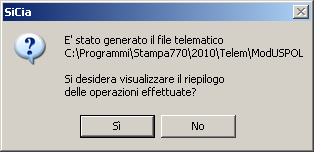 SiCia
E' stato generato il file telematico
C:\Programmi\Stampa770\2010\Telem\ModUSPOL
Si desidera visualizzare il riepilogo
delle operazioni effettuate?
Sì
No